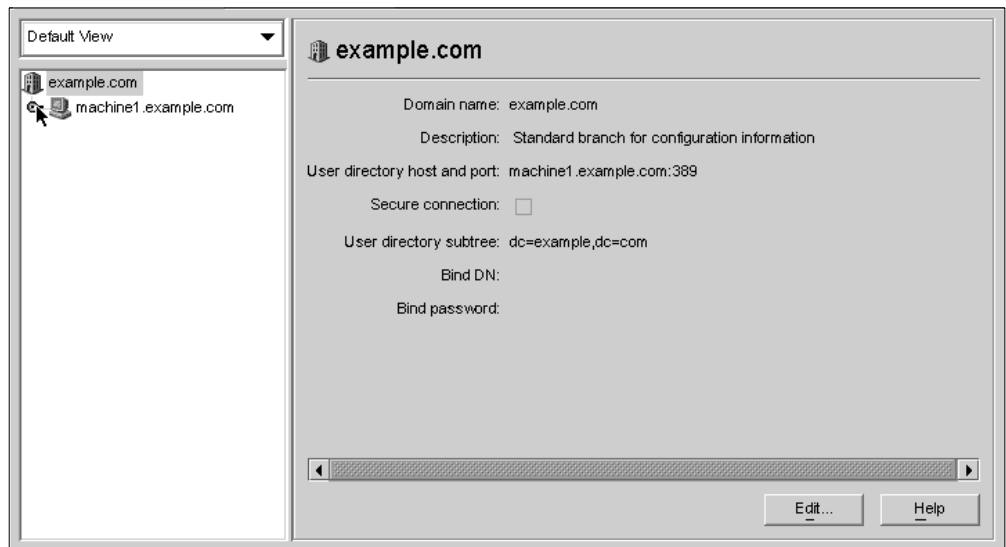 Default View
example.com
machine1.example.com
example.com
Domain name: example.com
Description: Standard branch for configuration information
User directory host and port: machine1.example.com:389
Secure connection:
User directory subtree: dc=example,dc=com
Bind DN:
Bind password:
Edit... Help